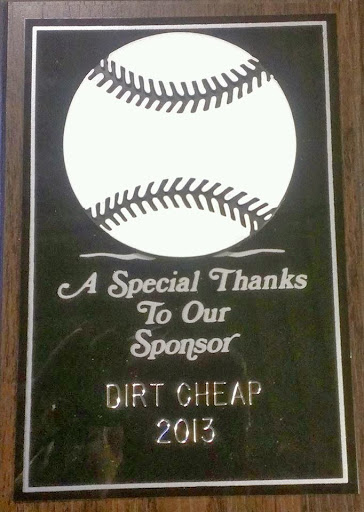 A Special Thanks
To Our
Sponsor
DIRT CHEAP
2013